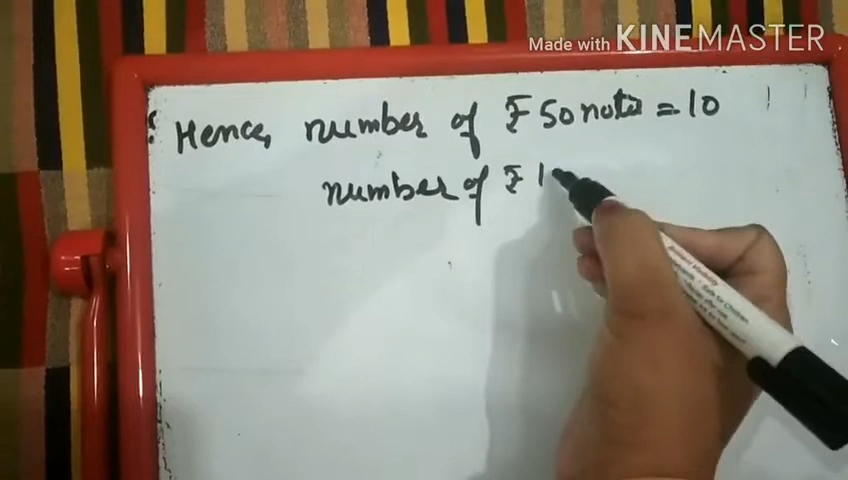 Made with KINEMASTER
Hence, number of ₹ 50 notes = 10
number of ₹ 1